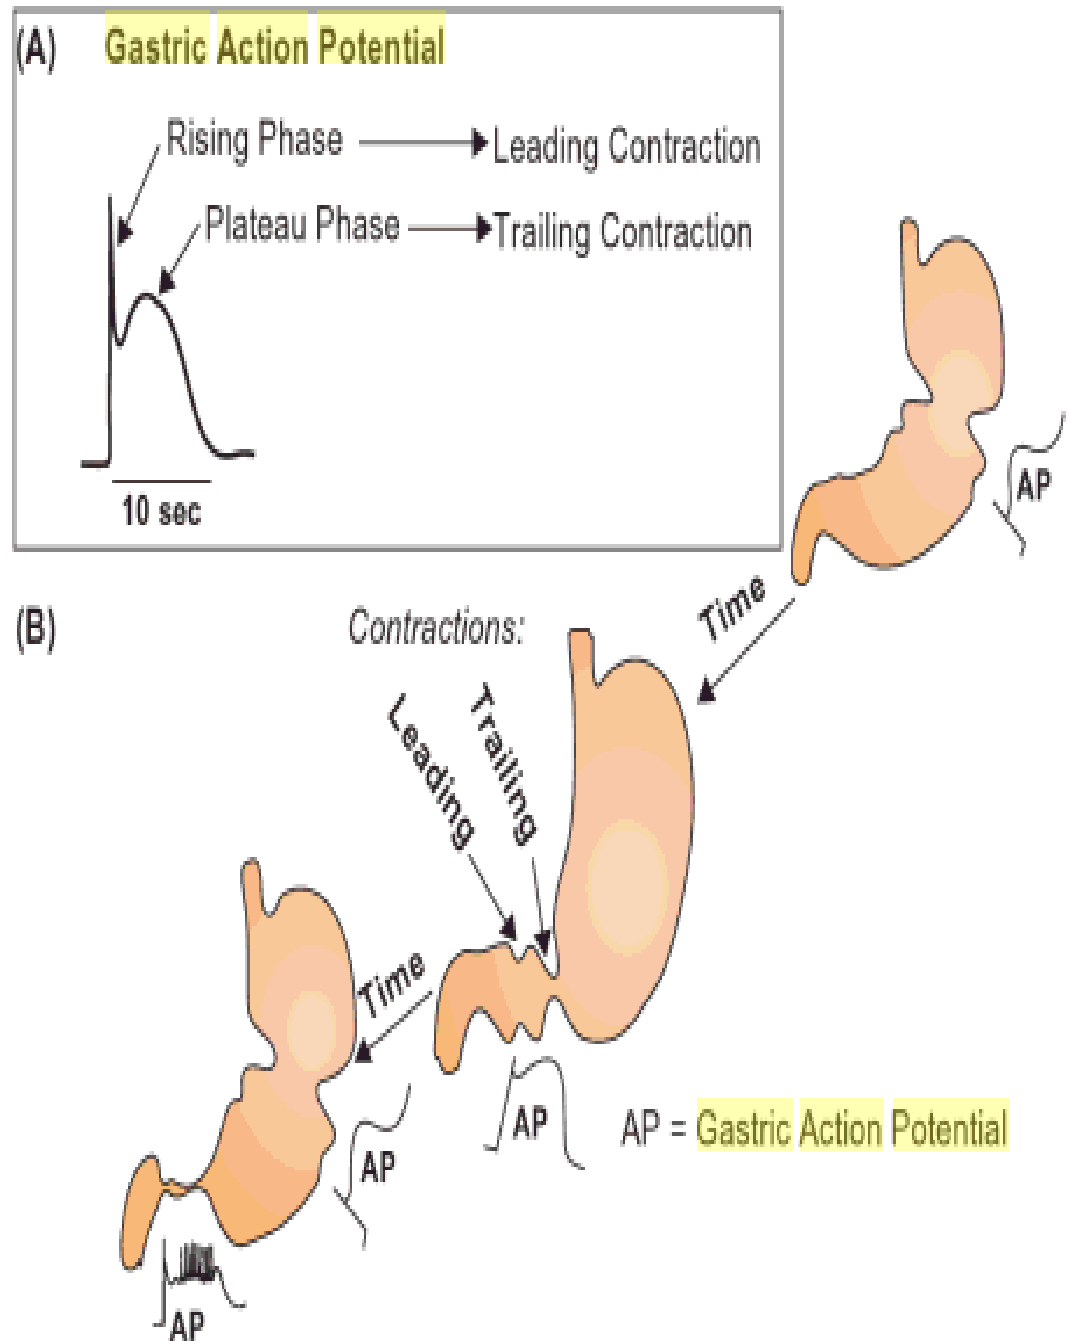 (A) Gastric Action Potential
Rising Phase Leading Contraction
Plateau Phase Trailing Contraction
10 sec
AP
Time
(B) Contractions:
Leading
Trailing
Time
AP
AP
AP = Gastric Action Potential
AP